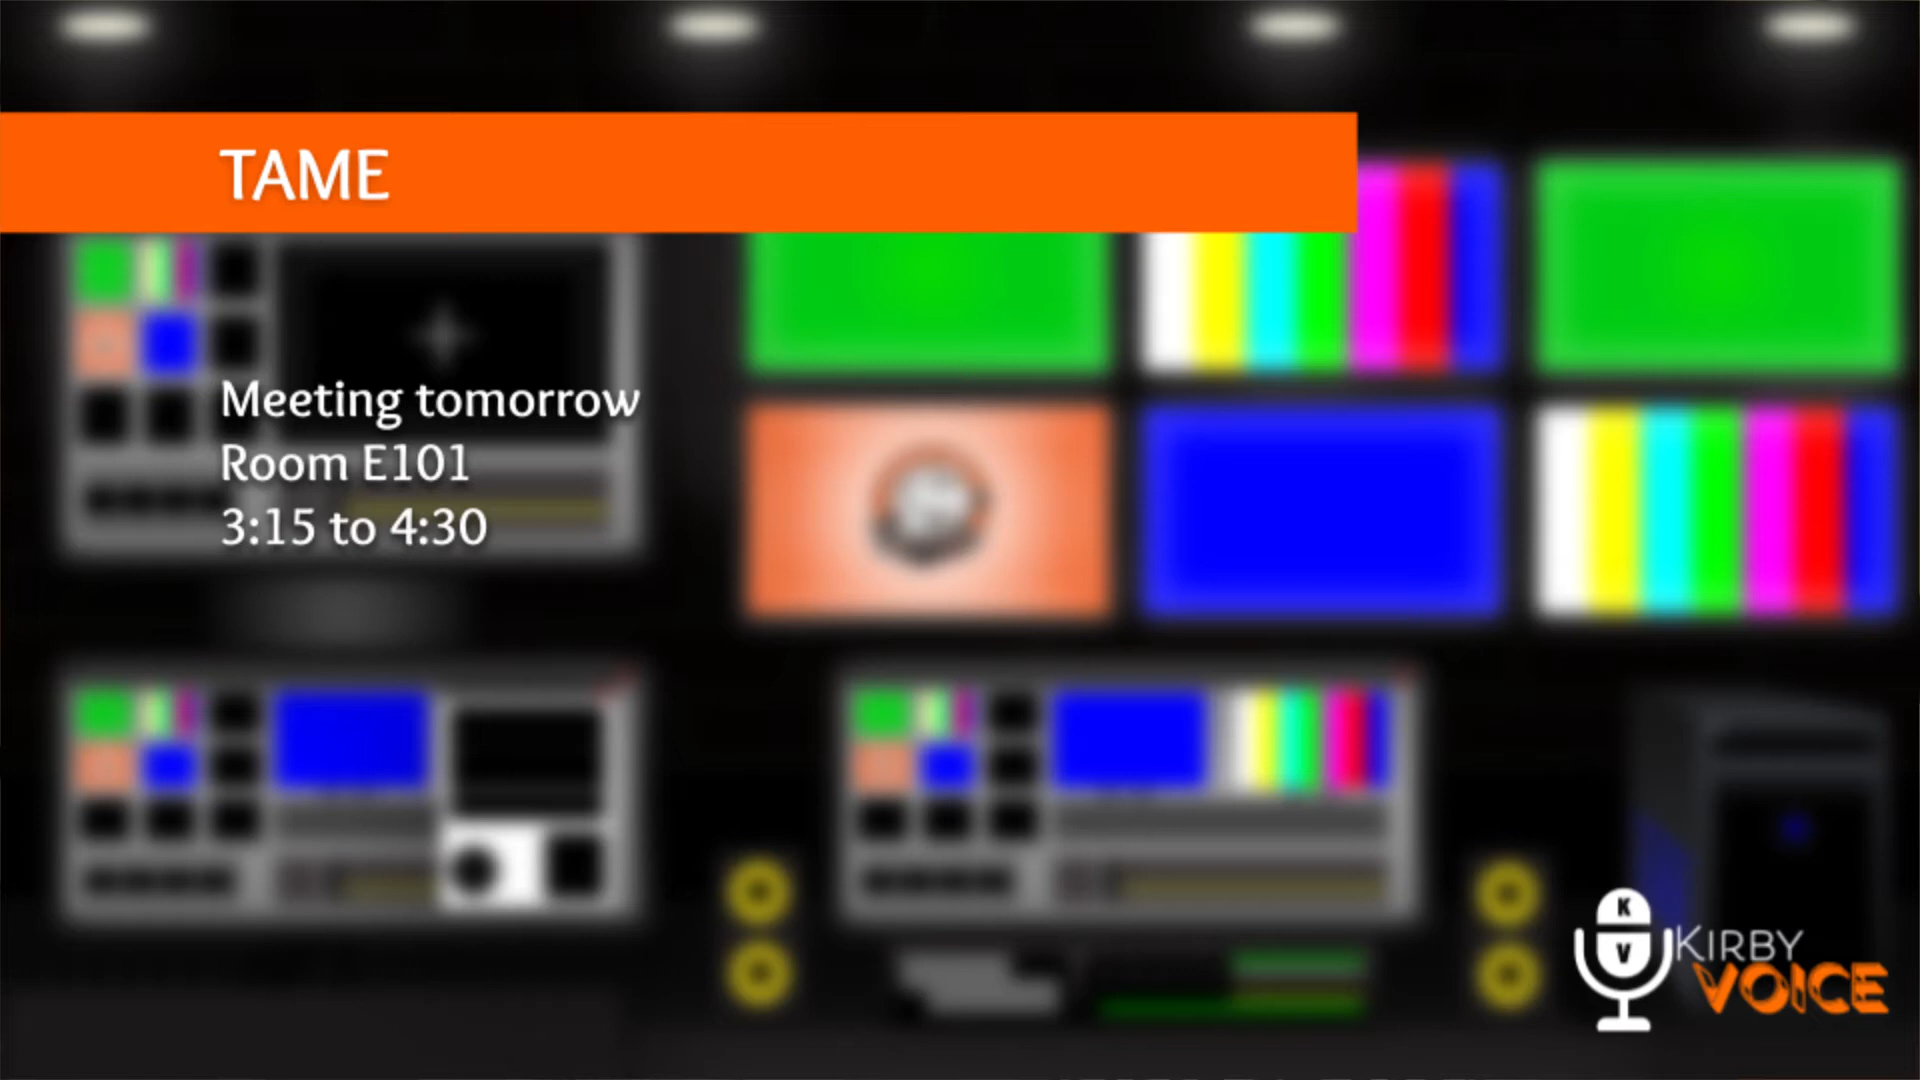 TAME
Meeting tomorrow
Room E101
3:15 to 4:30
K
V
KIRBY
VOICE